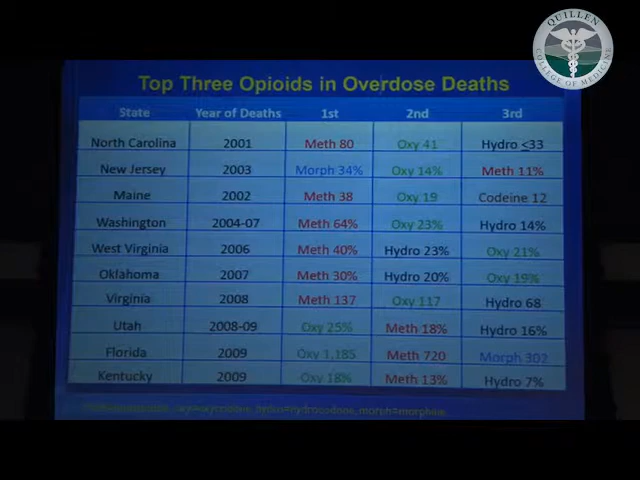 QUILLEN
COLLEGE OF MEDICINE
Top Three Opioids in Overdose Deaths
State Year of Deaths 1st 2nd 3rd
North Carolina 2001 Meth 80 Oxy 41 Hydro ≤33
New Jersey 2003 Morph 34% Oxy 14% Meth 11%
Maine 2002 Meth 38 Oxy 19 Codeine 12
Washington 2004-07 Meth 64% Oxy 23% Hydro 14%
West Virginia 2006 Meth 40% Hydro 23% Oxy 21%
Oklahoma 2007 Meth 30% Hydro 20% Oxy 19%
Virginia 2008 Meth 137 Oxy 117 Hydro 68
Utah 2008-09 Oxy 25% Meth 18% Hydro 16%
Florida 2009 Oxy 1,185 Meth 720 Morph 302
Kentucky 2009 Oxy 18% Meth 13% Hydro 7%
oxy=oxycodone, hydro=hydrocodone, morph=morphine